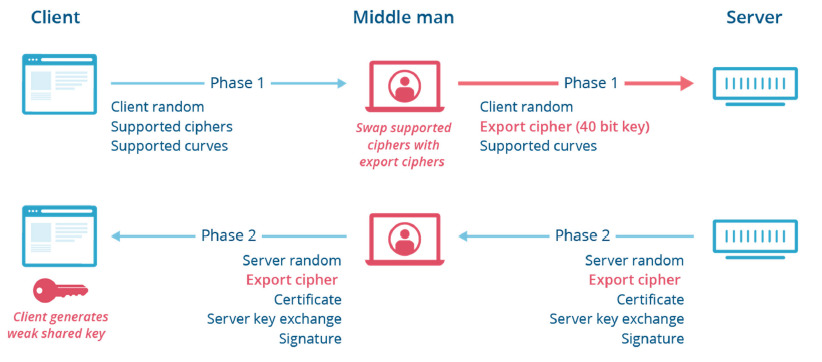 Client
Middle man
Server
Phase 1
Client random
Supported ciphers
Supported curves
Swap supported
ciphers with
export ciphers
Phase 1
Client random
Export cipher (40 bit key)
Supported curves
Phase 2
Server random
Export cipher
Certificate
Server key exchange
Signature
Phase 2
Server random
Export cipher
Certificate
Server key exchange
Signature
Client generates
weak shared key